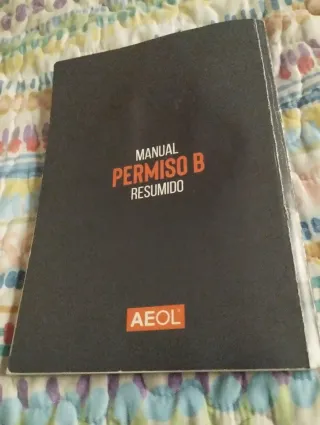 MANUAL
PERMISO B
RESUMIDO
AEOL